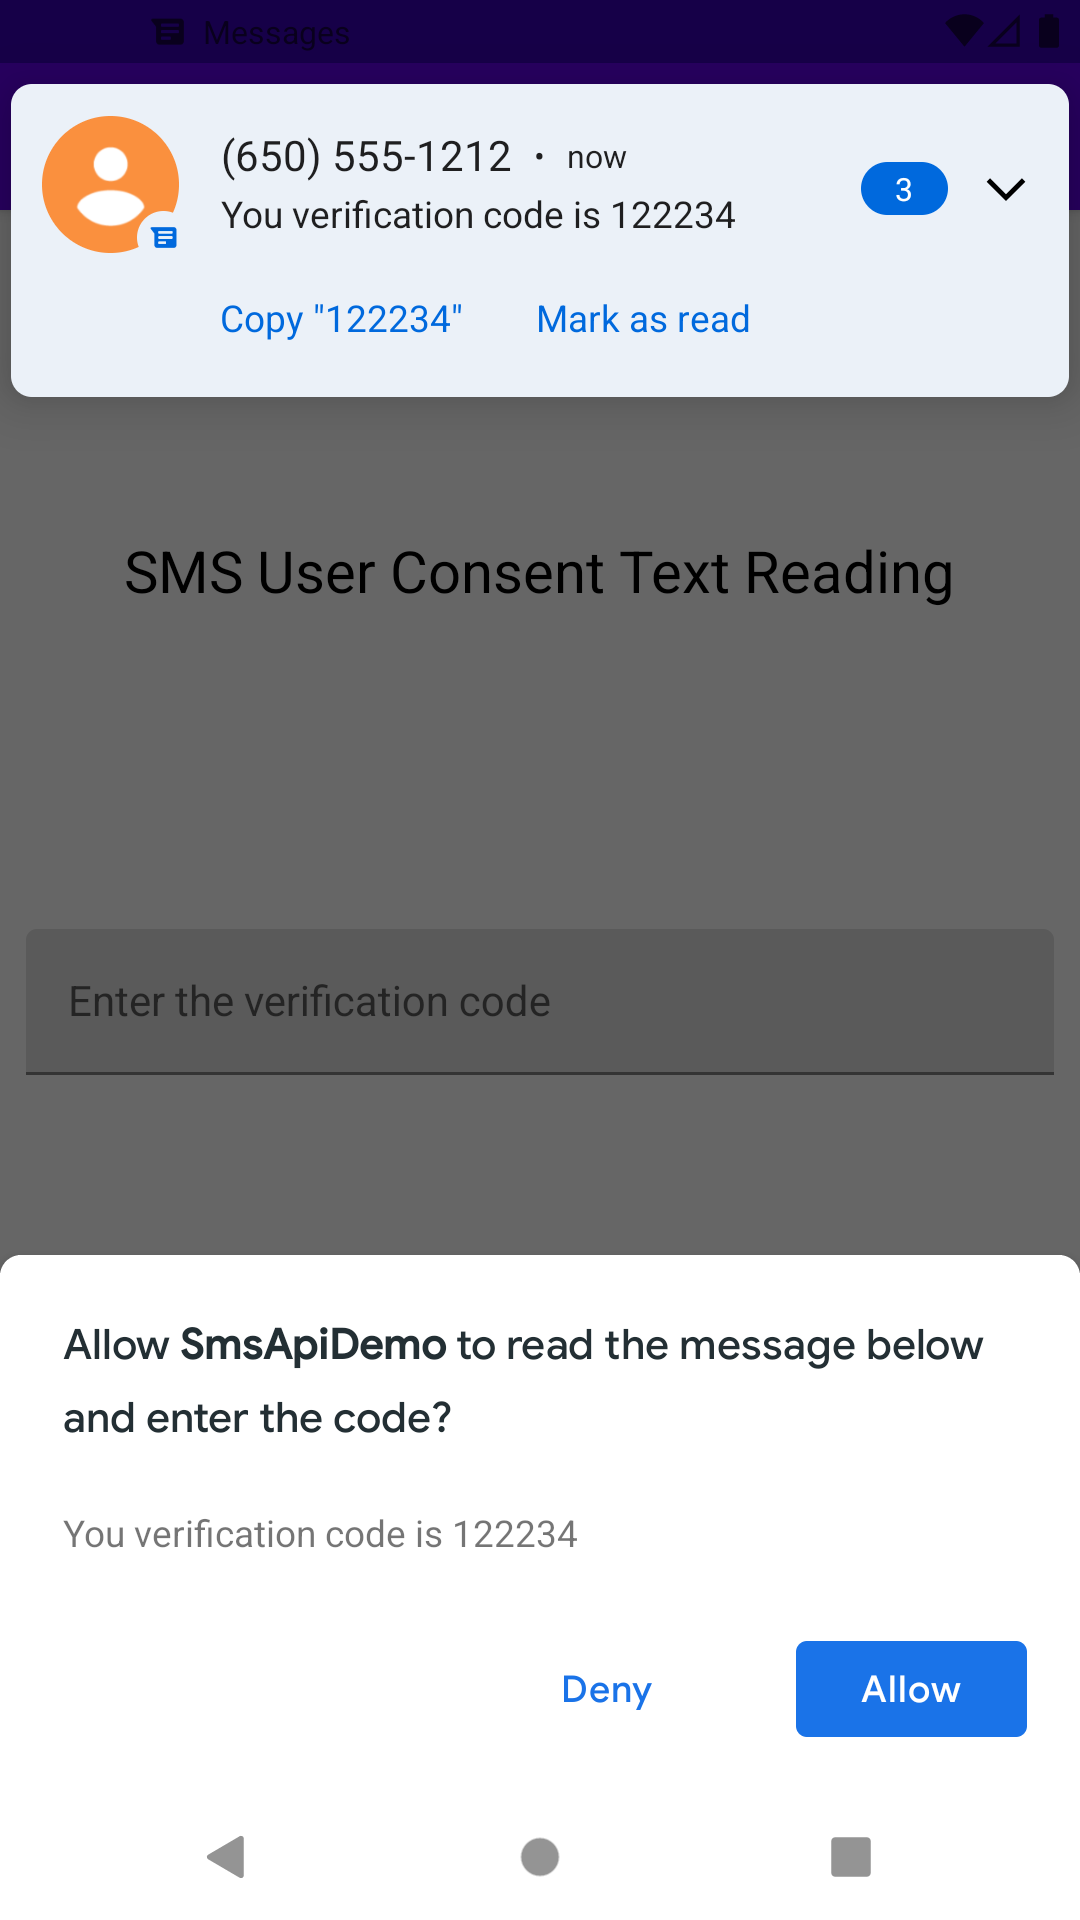 Messages
(650) 555-1212 • now
3
You verification code is 122234
Copy "122234" Mark as read
SMS User Consent Text Reading
Enter the verification code
Allow SmsApiDemo to read the message below
and enter the code?
You verification code is 122234
Deny Allow